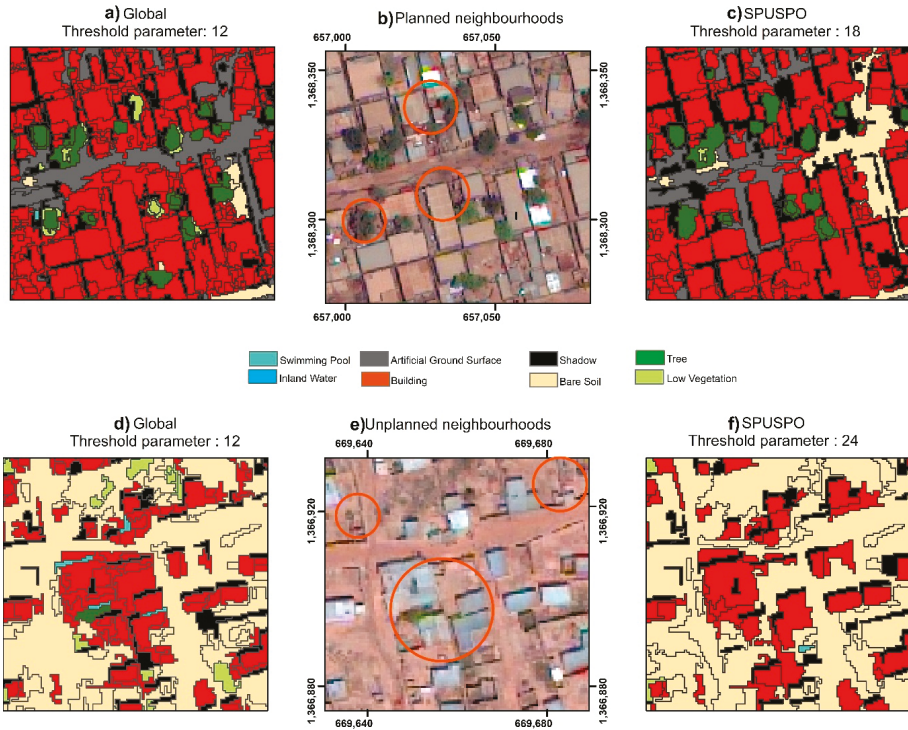 a) Global
Threshold parameter: 12
b) Planned neighbourhoods
c) SPUSPO
Threshold parameter : 18
657,000
657,050
1,368,350
1,368,350
1,368,300
1,368,300
657,000
657,050
Swimming Pool
Artificial Ground Surface
Shadow
Tree
Inland Water
Building
Bare Soil
Low Vegetation
d) Global
Threshold parameter : 12
e) Unplanned neighbourhoods
f) SPUSPO
Threshold parameter : 24
669,640
669,680
1,366,920
1,366,920
1,366,880
1,366,880
669,640
669,680